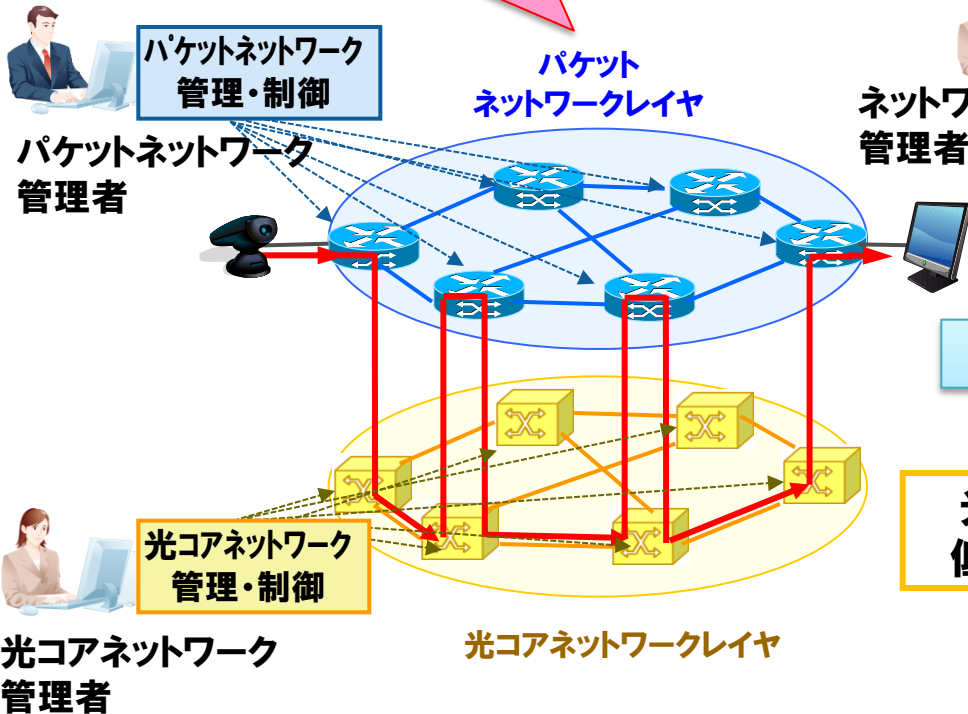 パケットネットワーク
管理・制御
パケットネットワーク
管理者
パケット
ネットワークレイヤ
ネットワ
管理者
光コアネットワーク
管理・制御
光コアネットワーク
管理者
光コアネットワークレイヤ